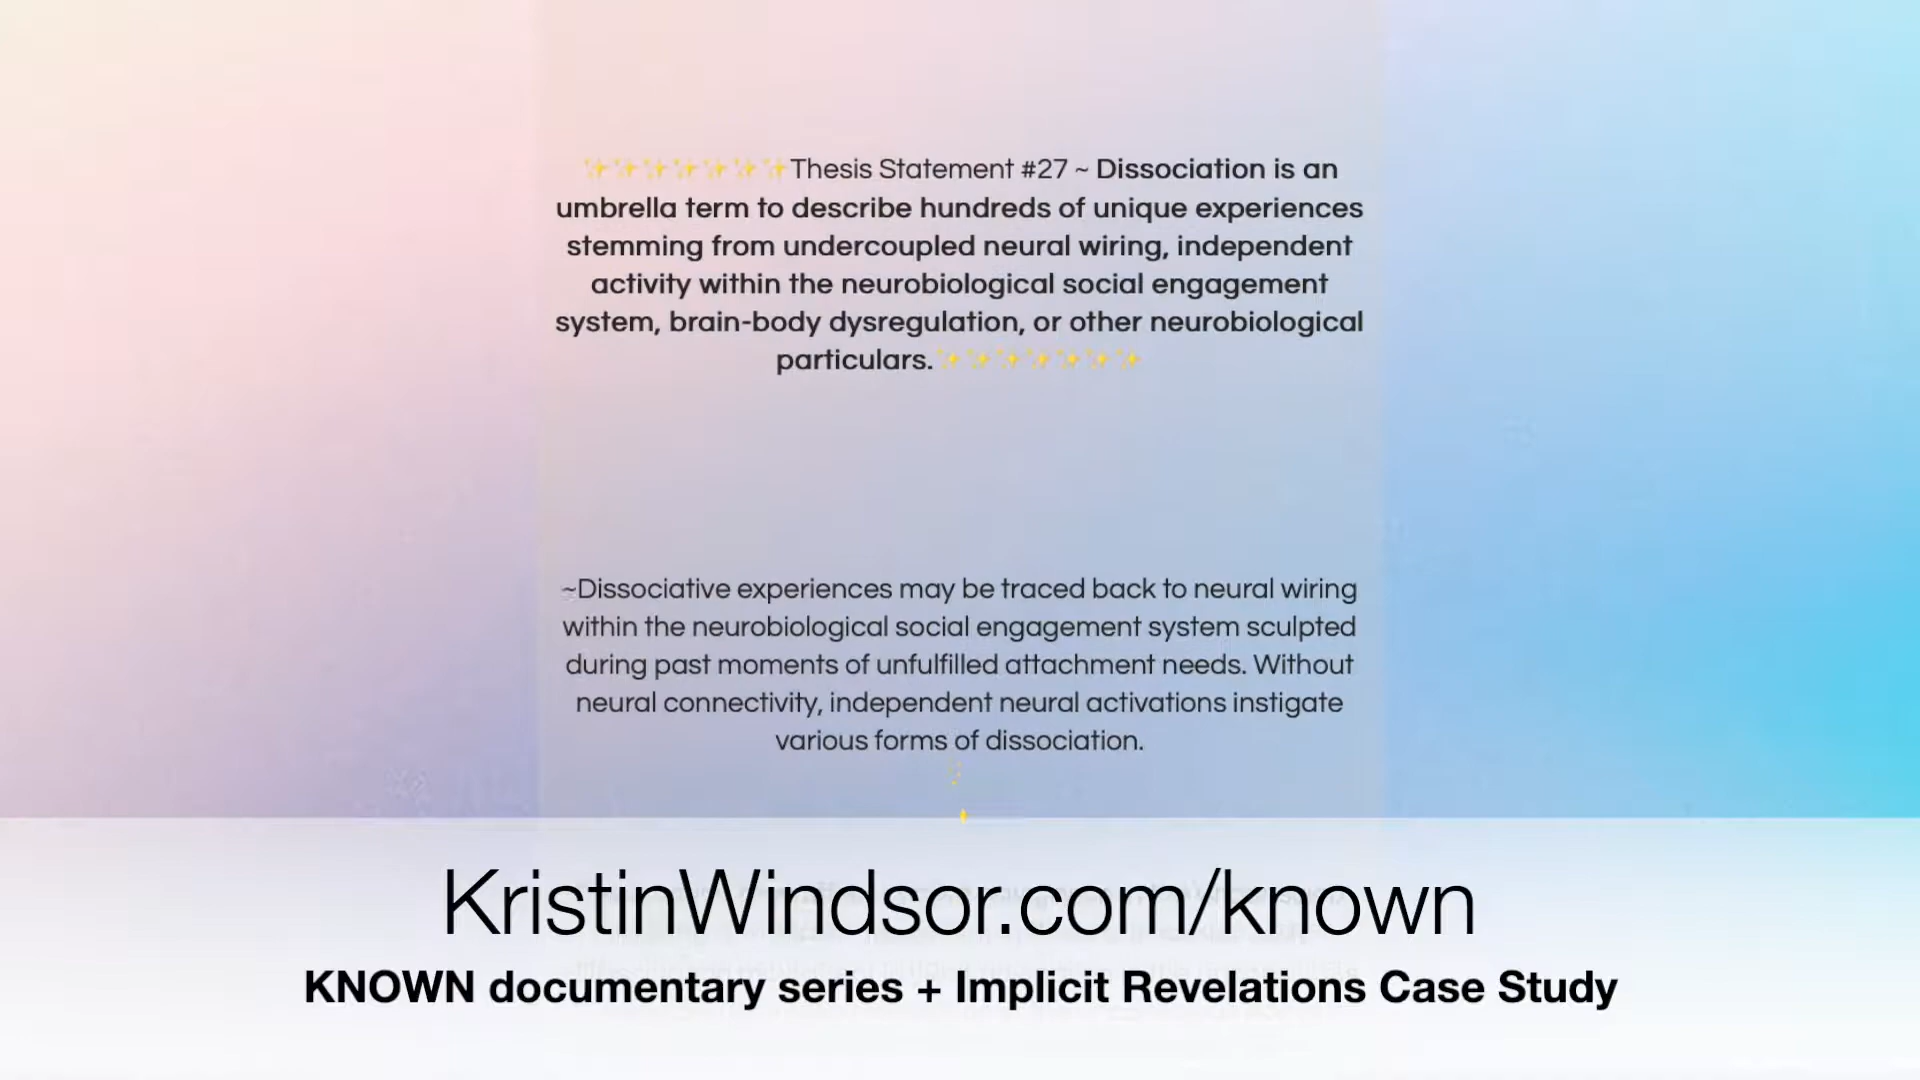 ✨✨✨✨✨✨✨Thesis Statement #27 ~ Dissociation is an
umbrella term to describe hundreds of unique experiences
stemming from undercoupled neural wiring, independent
activity within the neurobiological social engagement
system, brain-body dysregulation, or other neurobiological
particulars.✨✨✨✨✨✨✨
~Dissociative experiences may be traced back to neural wiring
within the neurobiological social engagement system sculpted
during past moments of unfulfilled attachment needs. Without
neural connectivity, independent neural activations instigate
various forms of dissociation.
KristinWindsor.com/known
KNOWN documentary series + Implicit Revelations Case Study